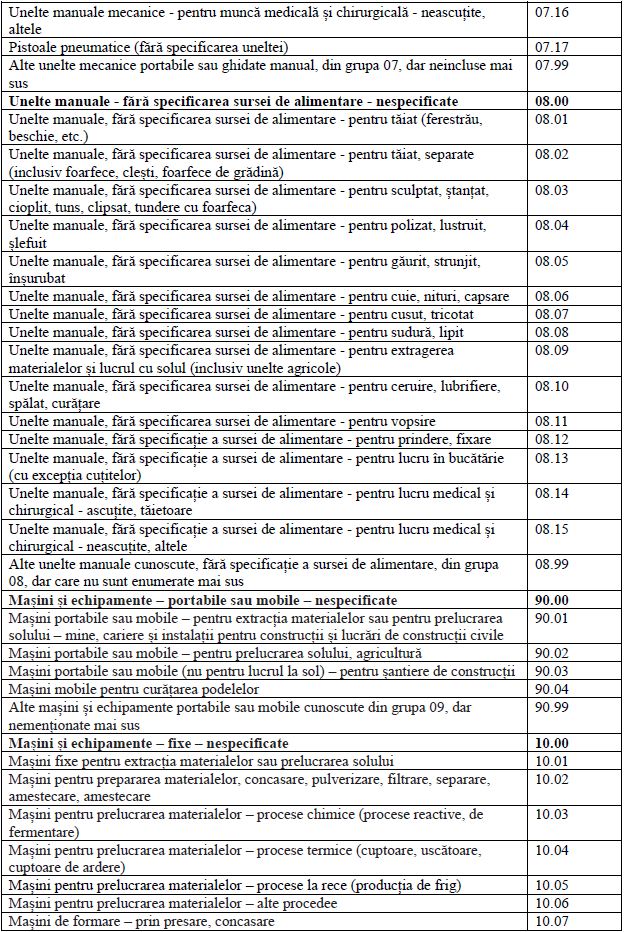 Unelte manuale mecanice - pentru muncă medicală și chirurgicală - neascuțite, 07.16
altele
Pistoale pneumatice (fără specificarea uneltei) 07.17
Alte unelte mecanice portabile sau ghidate manual, din grupa 07, dar neincluse mai 07.99
sus
Unelte manuale - fără specificarea sursei de alimentare - nespecificate 08.00
Unelte manuale, fără specificarea sursei de alimentare - pentru tăiat (ferestrău, 08.01
beschie, etc.)
Unelte manuale, fără specificarea sursei de alimentare - pentru tăiat, separate 08.02
(inclusiv foarfece, clești, foarfece de grădină)
Unelte manuale, fără specificarea sursei de alimentare - pentru sculptat, ștanțat, 08.03
cioplit, tuns, clipsat, tundere cu foarfeca)
Unelte manuale, fără specificarea sursei de alimentare - pentru polizat, lustruit, 08.04
șlefuit
Unelte manuale, fără specificarea sursei de alimentare - pentru găurit, strunjit, 08.05
înșurubat
Unelte manuale, fără specificarea sursei de alimentare - pentru cuie, nituri, capsare 08.06
Unelte manuale, fără specificarea sursei de alimentare - pentru cusut, tricotat 08.07
Unelte manuale, fără specificarea sursei de alimentare - pentru sudură, lipit 08.08
Unelte manuale, fără specificarea sursei de alimentare - pentru extragerea 08.09
materialelor și lucrul cu solul (inclusiv unelte agricole)
Unelte manuale, fără specificarea sursei de alimentare - pentru ceruire, lubrifiere, 08.10
spălat, curățare
Unelte manuale, fără specificarea sursei de alimentare - pentru vopsire 08.11
Unelte manuale, fără specificație a sursei de alimentare - pentru prindere, fixare 08.12
Unelte manuale, fără specificație a sursei de alimentare - pentru lucru în bucătărie 08.13
(cu excepția cuțitelor)
Unelte manuale, fără specificație a sursei de alimentare - pentru lucru medical și 08.14
chirurgical - ascuțite, tăietoare
Unelte manuale, fără specificație a sursei de alimentare - pentru lucru medical și 08.15
chirurgical - neascuțite, altele
Alte unelte manuale cunoscute, fără specificație a sursei de alimentare, din grupa 08.99
08, dar care nu sunt enumerate mai sus
Mașini și echipamente – portabile sau mobile – nespecificate 90.00
Mașini portabile sau mobile – pentru extracția materialelor sau pentru prelucrarea 90.01
solului – mine, cariere și instalații pentru construcții și lucrări de construcții civile
Mașini portabile sau mobile – pentru prelucrarea solului, agricultură 90.02
Mașini portabile sau mobile (nu pentru lucrul la sol) – pentru șantiere de construcții 90.03
Mașini mobile pentru curățarea podelelor 90.04
Alte mașini și echipamente portabile sau mobile cunoscute din grupa 09, dar 90.99
nemenționate mai sus
Mașini și echipamente – fixe – nespecificate 10.00
Mașini fixe pentru extracția materialelor sau prelucrarea solului 10.01
Mașini pentru prepararea materialelor, concasare, pulverizare, filtrare, separare, 10.02
amestecare, amestecare
Mașini pentru prelucrarea materialelor – procese chimice (procese reactive, de 10.03
fermentare)
Mașini pentru prelucrarea materialelor – procese termice (cuptoare, uscătoare, 10.04
cuptoare de ardere)
Mașini pentru prelucrarea materialelor – procese la rece (producția de frig) 10.05
Mașini pentru prelucrarea materialelor – alte procedee 10.06
Mașini de formare – prin presare, concasare 10.07